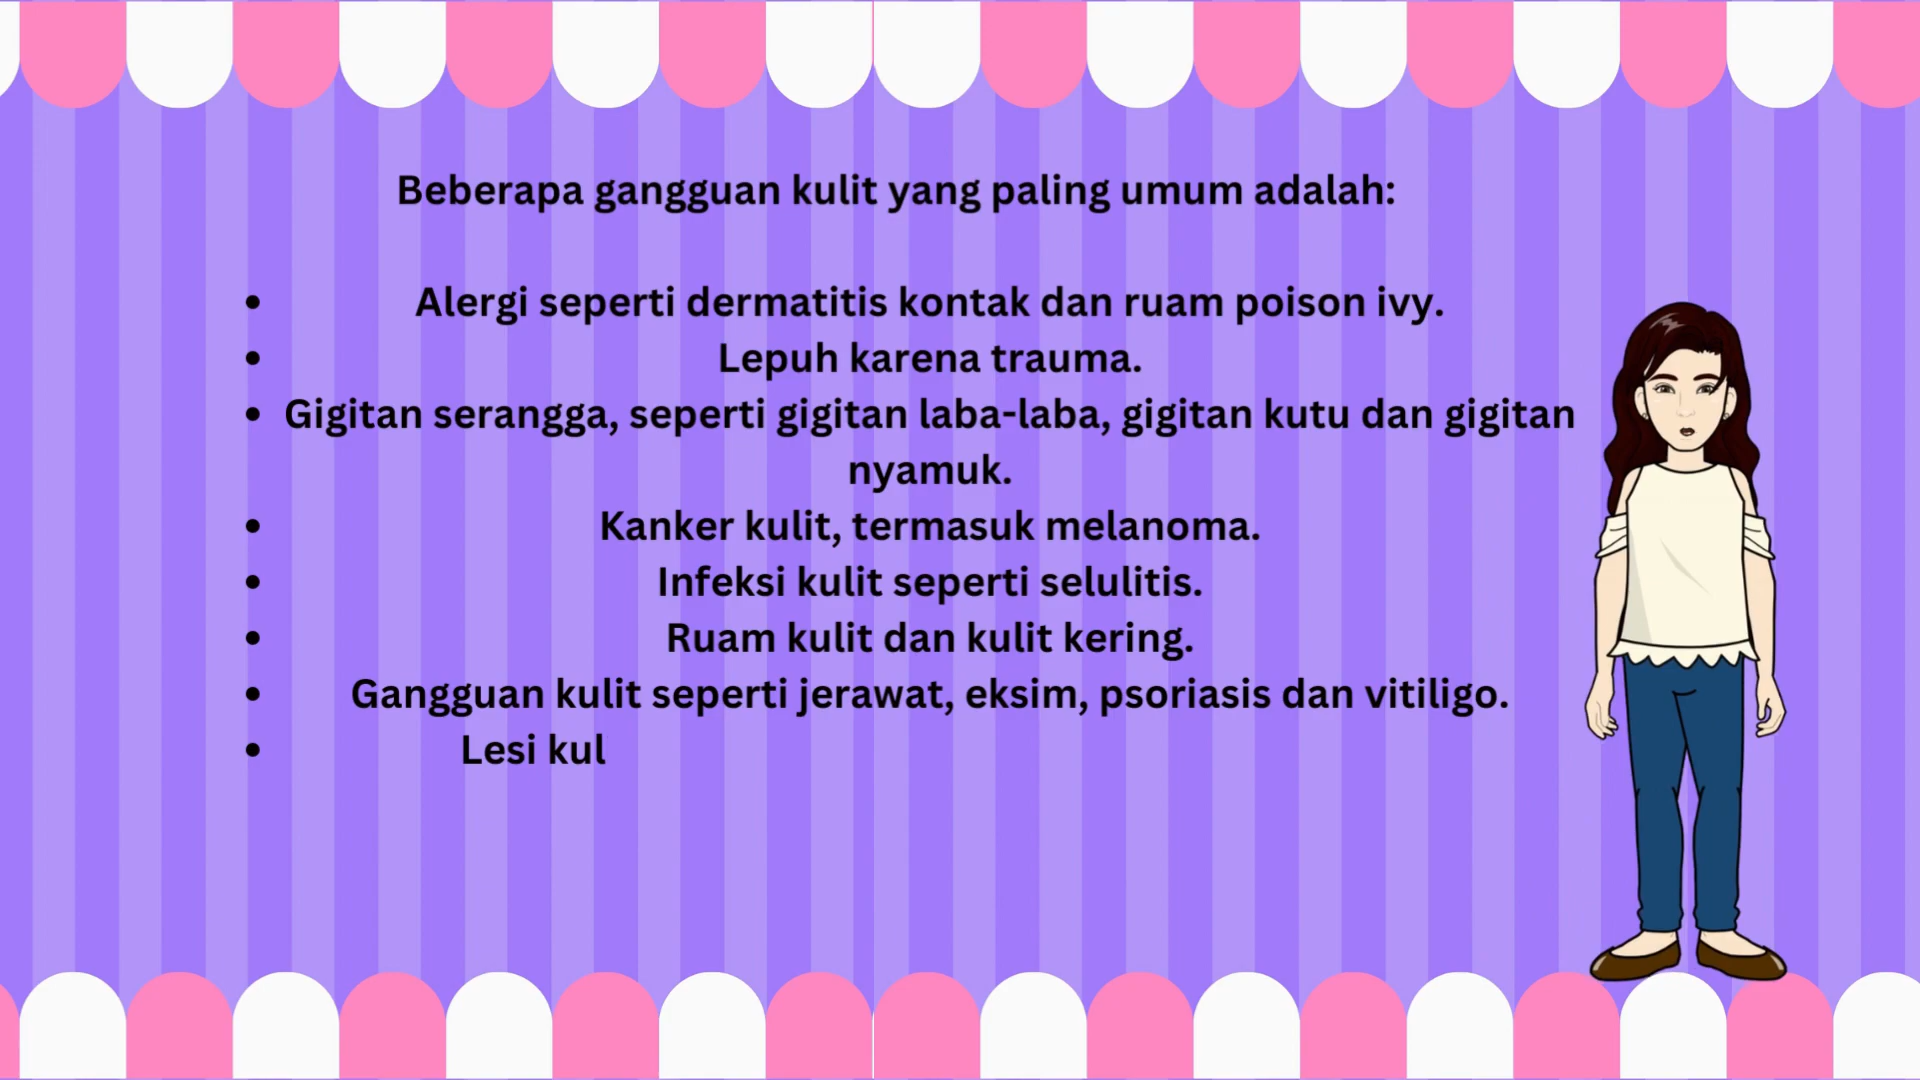 Beberapa gangguan kulit yang paling umum adalah:
• Alergi seperti dermatitis kontak dan ruam poison ivy.
• Lepuh karena trauma.
• Gigitan serangga, seperti gigitan laba-laba, gigitan kutu dan gigitan
nyamuk.
• Kanker kulit, termasuk melanoma.
• Infeksi kulit seperti selulitis.
• Ruam kulit dan kulit kering.
• Gangguan kulit seperti jerawat, eksim, psoriasis dan vitiligo.
• Lesi kul